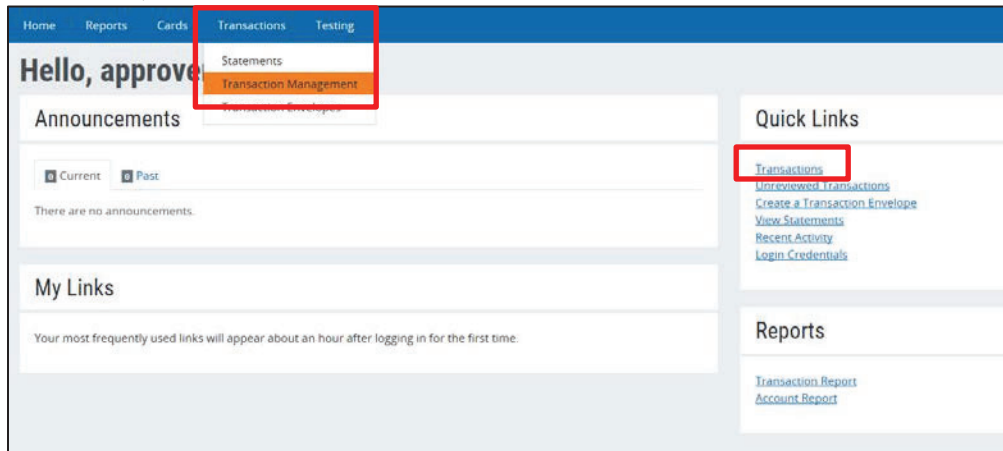 Home Reports Cards Transactions Testing
Hello, approve
Statements
Transaction Management
Transaction Envelopes
Announcements
0 Current 0 Past
There are no announcements.
My Links
Your most frequently used links will appear about an hour after logging in for the first time.
Quick Links
Transactions
Unreviewed Transactions
Create a Transaction Envelope
View Statements
Recent Activity
Login Credentials
Reports
Transaction Report
Account Report